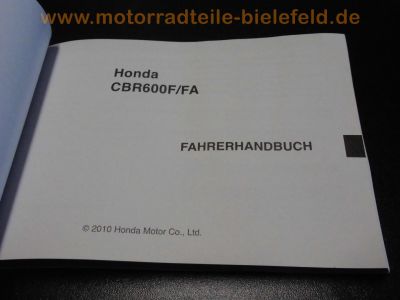 www.motorradteile-bielefeld.de
Honda
CBR600F/FA
FAHRERHANDBUCH
© 2010 Honda Motor Co., Ltd.